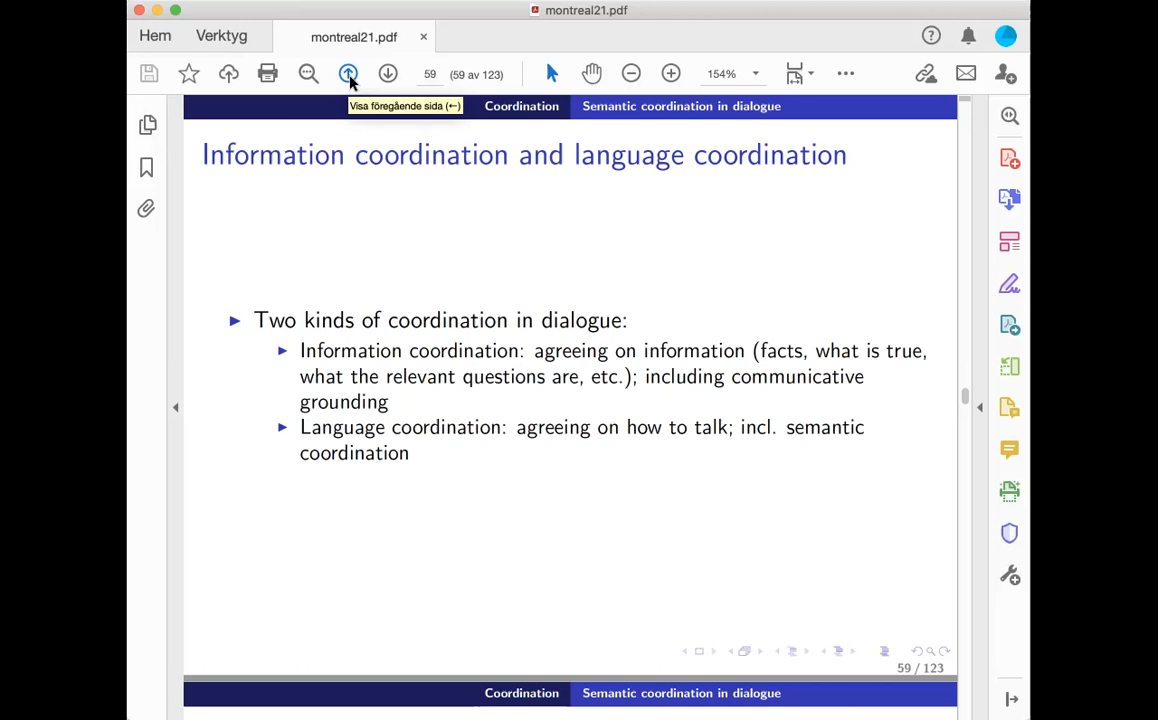 montreal21.pdf
Hem Verktyg montreal21.pdf ×
59 (59 av 123) 154%
Visa föregående sida (←)
Coordination Semantic coordination in dialogue
Information coordination and language coordination
Two kinds of coordination in dialogue:
Information coordination: agreeing on information (facts, what is true,
what the relevant questions are, etc.); including communicative
grounding
Language coordination: agreeing on how to talk; incl. semantic
coordination
59 / 123
Coordination Semantic coordination in dialogue